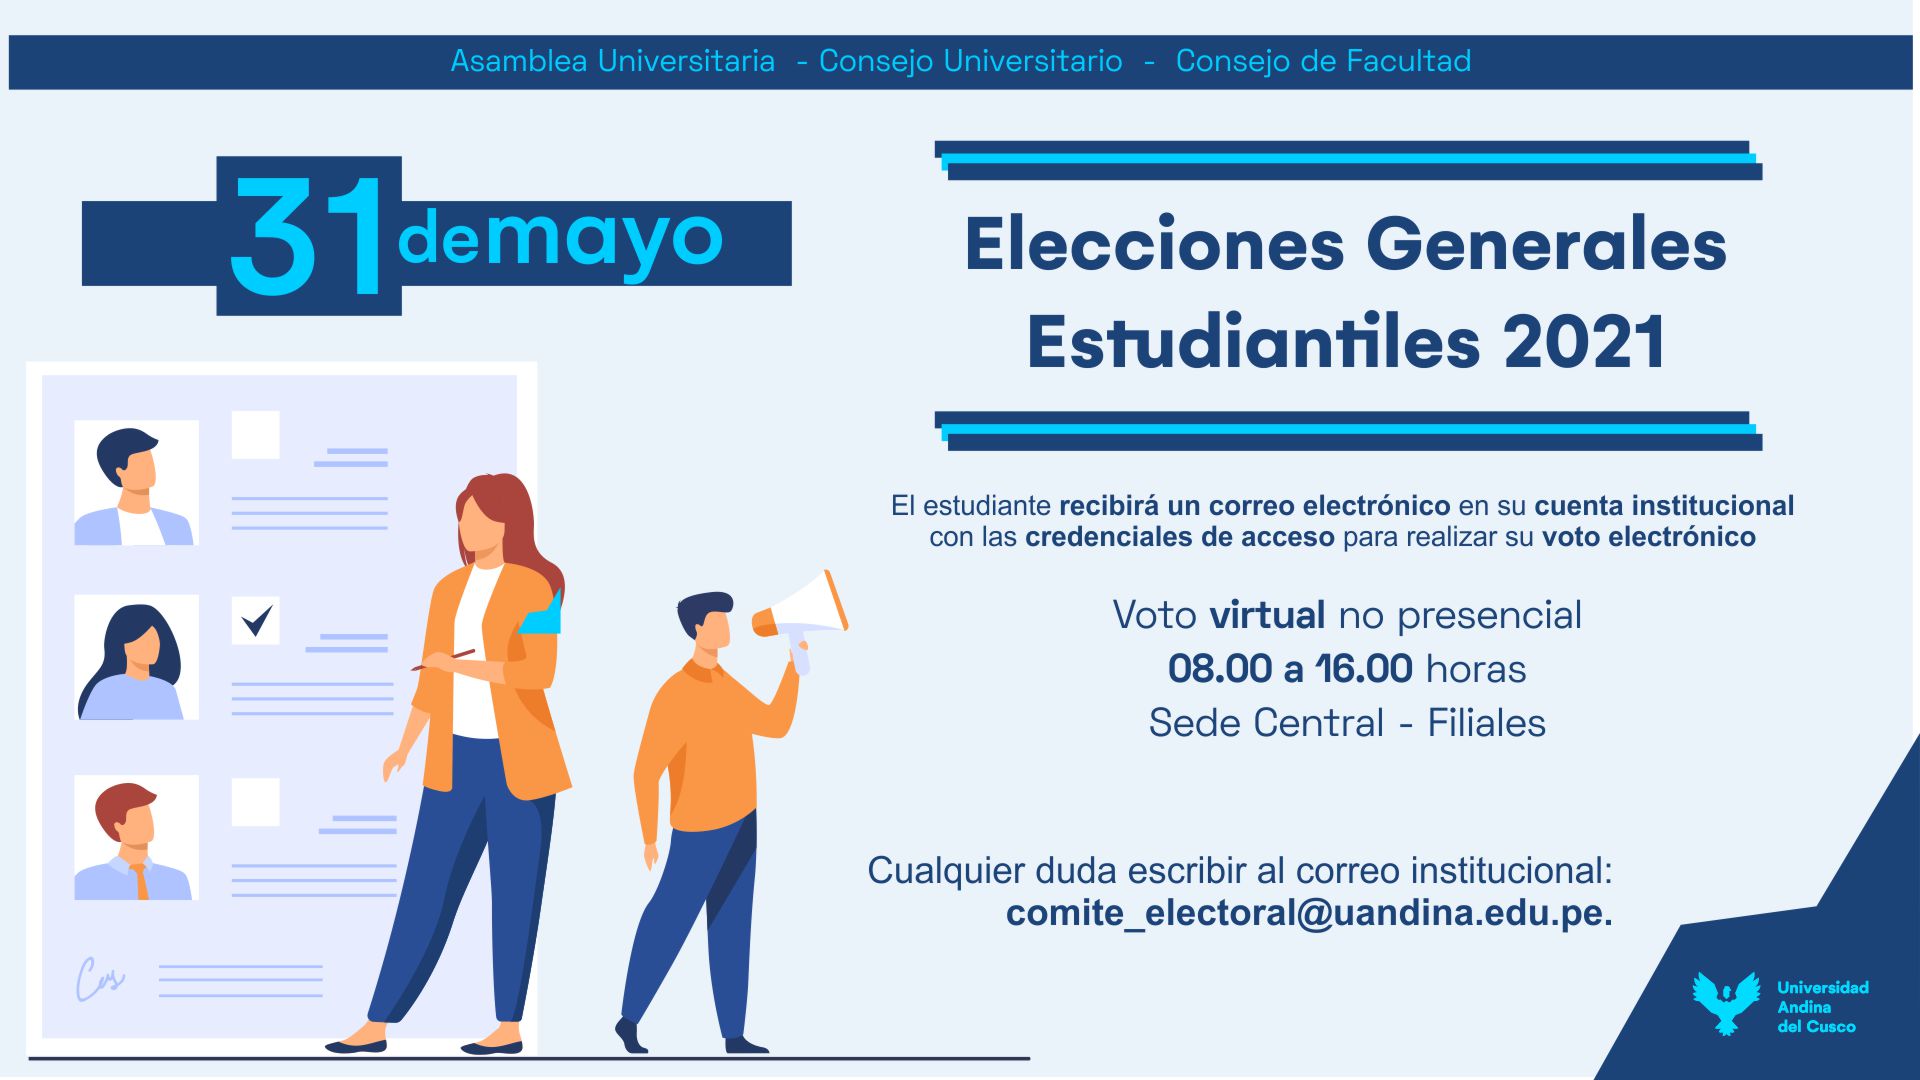 Asamblea Universitaria - Consejo Universitario - Consejo de Facultad
31 de mayo
Elecciones Generales
Estudiantiles 2021
El estudiante recibirá un correo electrónico en su cuenta institucional
con las credenciales de acceso para realizar su voto electrónico
Voto virtual no presencial
08.00 a 16.00 horas
Sede Central - Filiales
Cualquier duda escribir al correo institucional:
comite_electoral@uandina.edu.pe.
Universidad
Andina
del Cusco